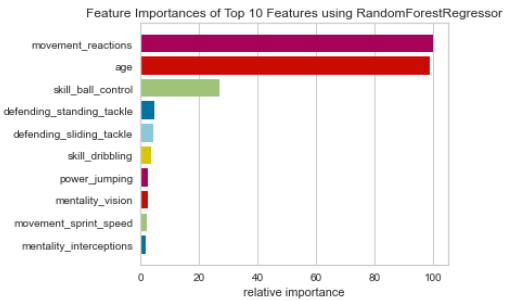 Feature Importances of Top 10 Features using RandomForestRegressor
movement_reactions
age
skill_ball_control
defending_standing_tackle
defending_sliding_tackle
skill_dribbling
power_jumping
mentality_vision
movement_sprint_speed
mentality_interceptions
0 20 40 60 80 100
relative importance